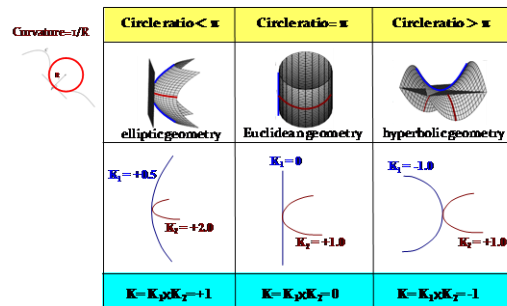 Curvature=1/R
R
Circle ratio < π
Circle ratio= π
Circle ratio > π
elliptic geometry
Euclidean geometry
hyperbolic geometry
K₁= +0.5
K₂= +2.0
K₁= 0
K₂= +1.0
K₁= -1.0
K₂= +1.0
K= K₁xK₂=+1
K= K₁xK₂=0
K= K₁xK₂= -1